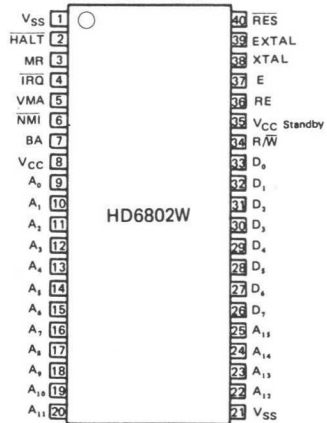 VSS 1 40 RES
HALT 2 39 EXTAL
MR 3 38 XTAL
IRQ 4 37 E
VMA 5 36 RE
NMI 6 35 VCC Standby
BA 7 34 R/W
VCC 8 33 D0
A0 9 32 D1
A1 10 31 D2
A2 11 30 D3
HD6802W
A3 12 29 D4
A4 13 28 D5
A5 14 27 D6
A6 15 26 D7
A7 16 25 A15
A8 17 24 A14
A9 18 23 A13
A10 19 22 A12
A11 20 21 VSS